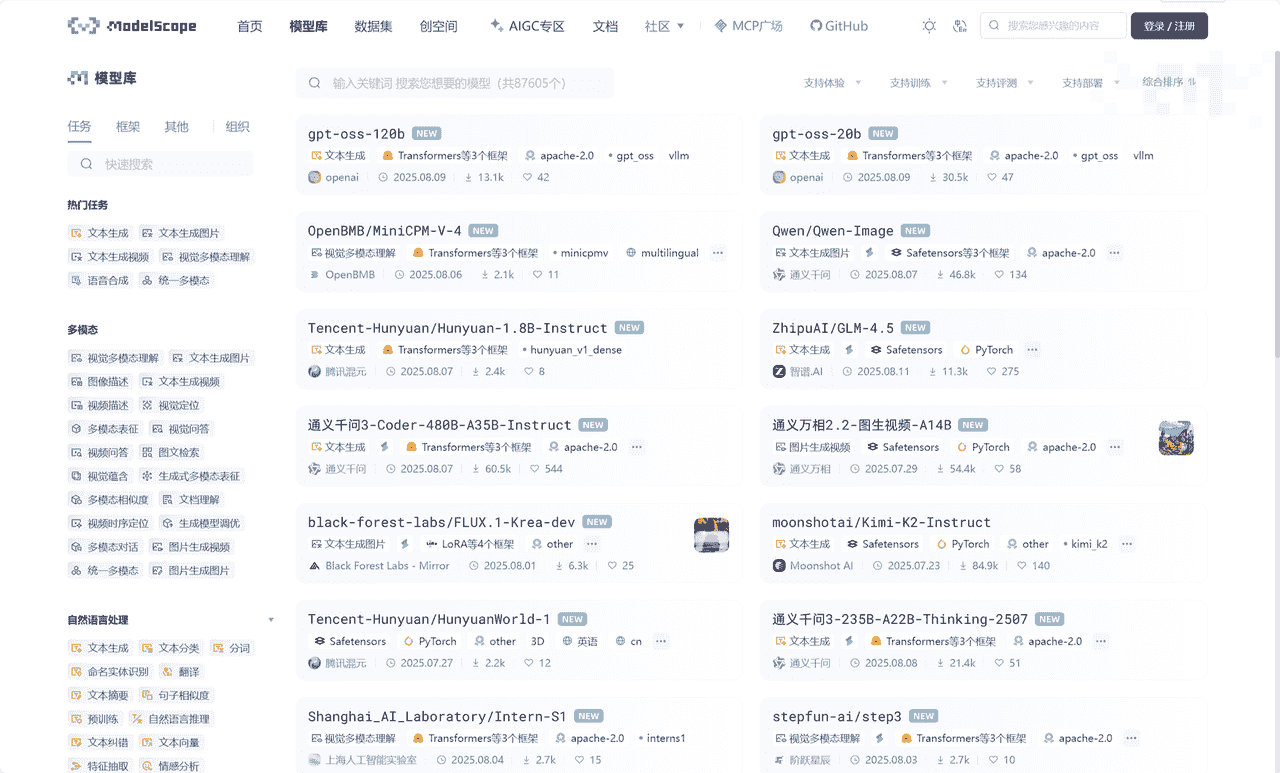 ModelScope 首页 模型库 数据集 创空间 AIGC专区 文档 社区 MCP广场 GitHub 搜索您感兴趣的内容 登录 / 注册
模型库
输入关键词 搜索您想要的模型（共87605个） 支持体验 支持训练 支持评测 支持部署 综合排序
任务 框架 其他 组织
快速搜索
热门任务
文本生成 文本生成图片
文本生成视频 视觉多模态理解
语音合成 统一多模态
多模态
视觉多模态理解 文本生成图片
图像描述 文本生成视频
视频描述 视觉定位
多模态表征 视觉问答
视频问答 图文检索
视觉蕴含 生成式多模态表征
多模态相似度 文档理解
视频时序定位 生成模型调优
多模态对话 图片生成视频
统一多模态 图片生成图片
自然语言处理
文本生成 文本分类 分词
命名实体识别 翻译
文本摘要 句子相似度
预训练 自然语言推理
文本纠错 文本向量
特征抽取 情感分析
gpt-oss-120b NEW
文本生成 Transformers等3个框架 apache-2.0 gpt_oss vllm
openai 2025.08.09 13.1k 42
gpt-oss-20b NEW
文本生成 Transformers等3个框架 apache-2.0 gpt_oss vllm
openai 2025.08.09 30.5k 47
OpenBMB/MiniCPM-V-4 NEW
视觉多模态理解 Transformers等3个框架 minicpmv multilingual ...
OpenBMB 2025.08.06 2.1k 11
Qwen/Qwen-Image NEW
文本生成图片 Safetensors等3个框架 apache-2.0 ...
通义千问 2025.08.07 46.8k 134
Tencent-Hunyuan/Hunyuan-1.8B-Instruct NEW
文本生成 Transformers等3个框架 hunyuan_v1_dense
腾讯混元 2025.08.07 2.4k 8
ZhipuAI/GLM-4.5 NEW
文本生成 Safetensors PyTorch ...
智谱.AI 2025.08.11 11.3k 275
通义千问3-Coder-480B-A35B-Instruct NEW
文本生成 Transformers等3个框架 apache-2.0 ...
通义千问 2025.08.07 60.5k 544
通义万相2.2-图生视频-A14B NEW
图片生成视频 Safetensors PyTorch apache-2.0 ...
通义万相 2025.07.29 54.4k 58
black-forest-labs/FLUX.1-Krea-dev NEW
文本生成图片 LoRA等4个框架 other ...
Black Forest Labs - Mirror 2025.08.01 6.3k 25
moonshotai/Kimi-K2-Instruct
文本生成 Safetensors PyTorch other kimi_k2 ...
Moonshot AI 2025.07.23 84.9k 140
Tencent-Hunyuan/HunyuanWorld-1 NEW
Safetensors PyTorch other 3D 英语 cn ...
腾讯混元 2025.07.27 2.2k 12
通义千问3-235B-A22B-Thinking-2507 NEW
文本生成 Transformers等3个框架 apache-2.0 ...
通义千问 2025.08.08 21.4k 51
Shanghai_AI_Laboratory/Intern-S1 NEW
视觉多模态理解 Transformers等3个框架 apache-2.0 interns1
上海人工智能实验室 2025.08.04 2.7k 15
stepfun-ai/step3 NEW
视觉多模态理解 Transformers等3个框架 apache-2.0 ...
阶跃星辰 2025.08.03 2.7k 10